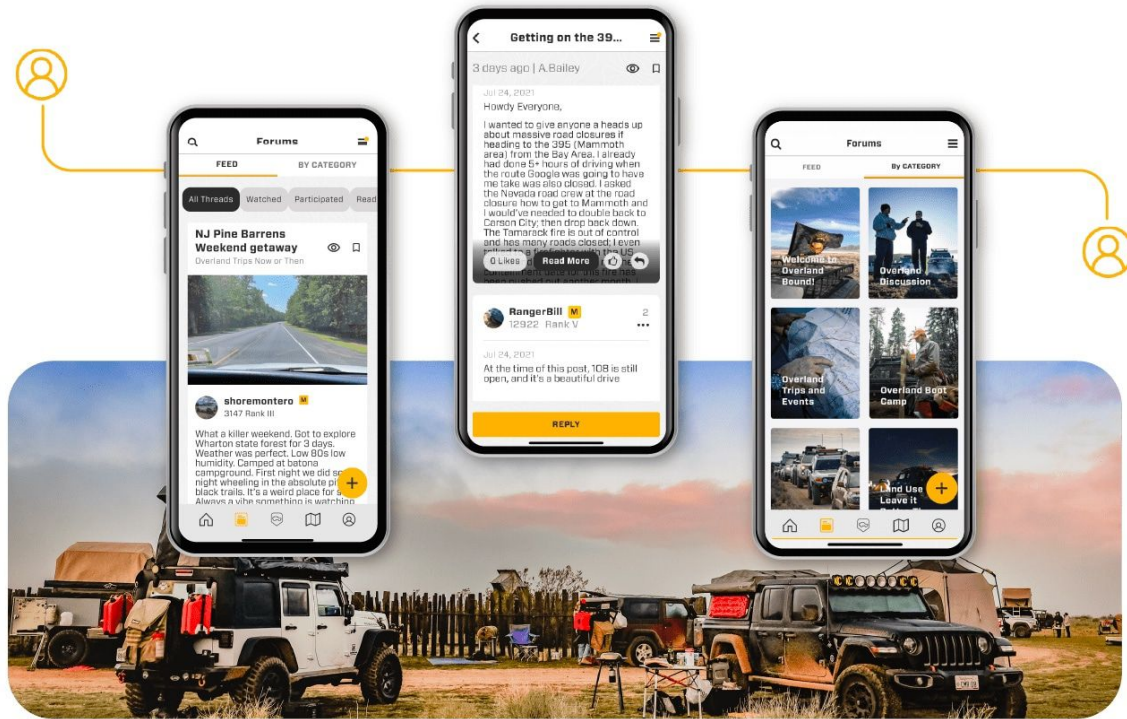 Forums
FEED
BY CATEGORY
All Threads
Watched
Participated
Read
NJ Pine Barrens
Weekend getaway
Overland Trips Now or Then
shoremontero M
3147 Rank III
What a killer weekend. Got to explore
Wharton state forest for 3 days.
Weather was perfect. Low 80s low
humidity. Camped at batona
campground. First night we did
night wheeling in the absolute
black trails. It's a weird place for
Always a vibe something is watching
Getting on the 39...
3 days ago | A.Bailey
Jul 24, 2021
Howdy Everyone,
I wanted to give anyone a heads up
about massive road closures if
heading to the 395 (Mammoth
area) from the Bay Area. I already
had done 5+ hours of driving when
the route Google was going to have
me take was also closed. I asked
the Nevada road crew at the road
closure how to get to Mammoth and
I would've needed to double back to
Carson City; then drop back down.
The Tamarack fire is out of control
and has many roads closed; I even
0 Likes
Read More
RangerBill M
2
12922 Rank V
Jul 24, 2021
At the time of this post, 108 is still
open, and it's a beautiful drive
REPLY
Forums
FEED
By CATEGORY
Welcome to
Overland
Bound!
Overland
Discussion
Overland
Trips and
Events
Overland Boot
Camp
Land Use
Leave it